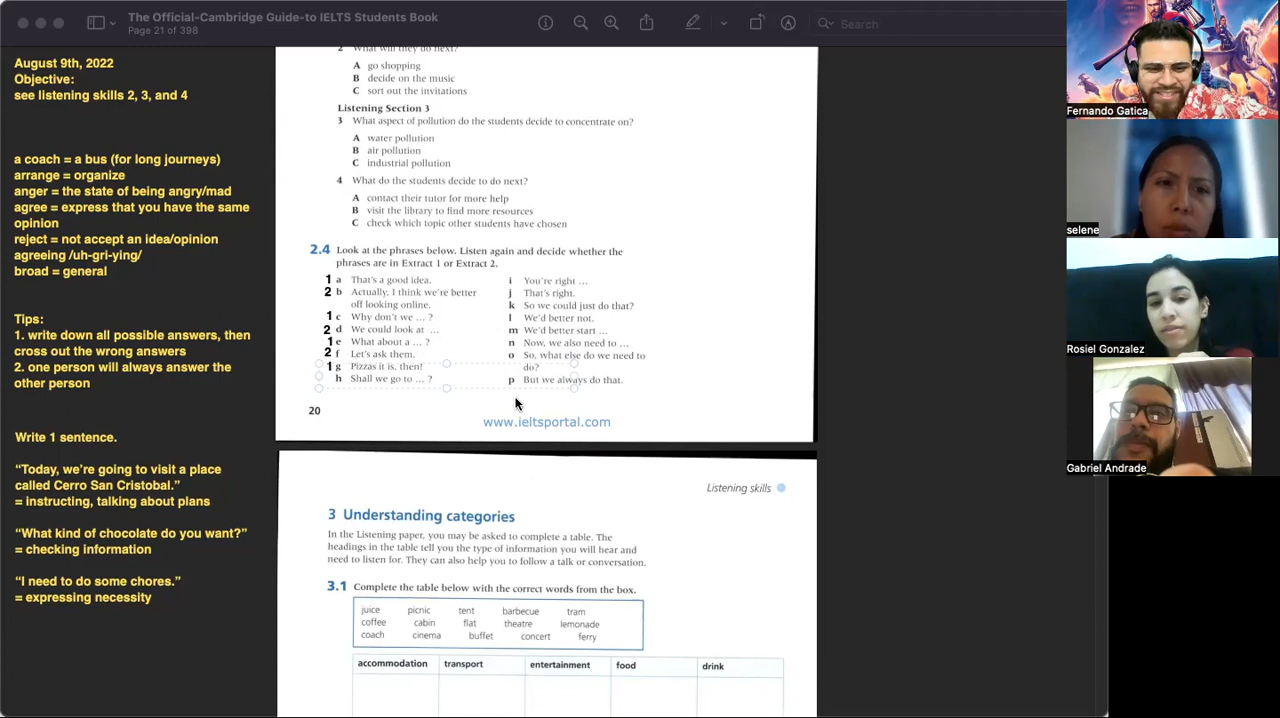 The Official-Cambridge Guide-to IELTS Students Book
Page 21 of 398
Search
August 9th, 2022
Objective:
see listening skills 2, 3, and 4
a coach = a bus (for long journeys)
arrange = organize
anger = the state of being angry/mad
agree = express that you have the same
opinion
reject = not accept an idea/opinion
agreeing /uh-gri-ying/
broad = general
Tips:
1. write down all possible answers, then
cross out the wrong answers
2. one person will always answer the
other person
Write 1 sentence.
“Today, we’re going to visit a place
called Cerro San Cristobal.”
= instructing, talking about plans
“What kind of chocolate do you want?”
= checking information
“I need to do some chores.”
= expressing necessity
2 What will they do next?
A go shopping
B decide on the music
C sort out the invitations
Listening Section 3
3 What aspect of pollution do the students decide to concentrate on?
A water pollution
B air pollution
C industrial pollution
4 What do the students decide to do next?
A contact their tutor for more help
B visit the library to find more resources
C check which topic other students have chosen
2.4 Look at the phrases below. Listen again and decide whether the
phrases are in Extract 1 or Extract 2.
1 a That's a good idea.
2 b Actually, I think we're better
off looking online.
1 c Why don't we ... ?
2 d We could look at ...
1 e What about a ... ?
2 f Let's ask them.
1 g Pizzas it is, then!
h Shall we go to ... ?
i You're right ...
j That's right.
k So we could just do that?
l We'd better not.
m We'd better start ...
n Now, we also need to ...
o So, what else do we need to
do?
p But we always do that.
20
www.ieltsportal.com
Listening skills
3 Understanding categories
In the Listening paper, you may be asked to complete a table. The
headings in the table tell you the type of information you will hear and
need to listen for. They can also help you to follow a talk or conversation.
3.1 Complete the table below with the correct words from the box.
juice picnic tent barbecue tram
coffee cabin flat theatre lemonade
coach cinema buffet concert ferry
accommodation transport entertainment food drink
Fernando Gatica
selene
Rosiel Gonzalez
Gabriel Andrade